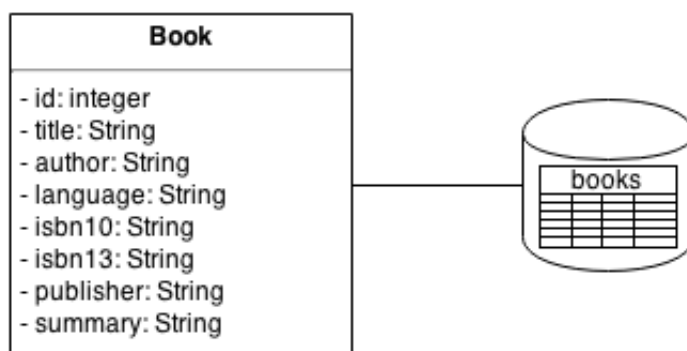 Book
- id: integer
- title: String
- author: String
- language: String
- isbn10: String
- isbn13: String
- publisher: String
- summary: String
books